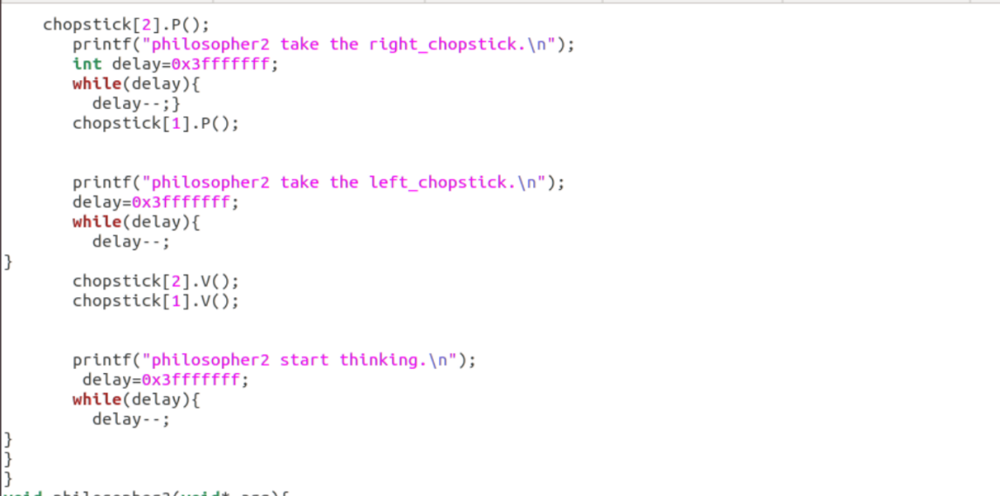 chopstick[2].P();
printf("philosopher2 take the right_chopstick.\n");
int delay=0x3fffffff;
while(delay){
delay--;}
chopstick[1].P();
printf("philosopher2 take the left_chopstick.\n");
delay=0x3fffffff;
while(delay){
delay--;
}
chopstick[2].V();
chopstick[1].V();
printf("philosopher2 start thinking.\n");
delay=0x3fffffff;
while(delay){
delay--;
}
}
}